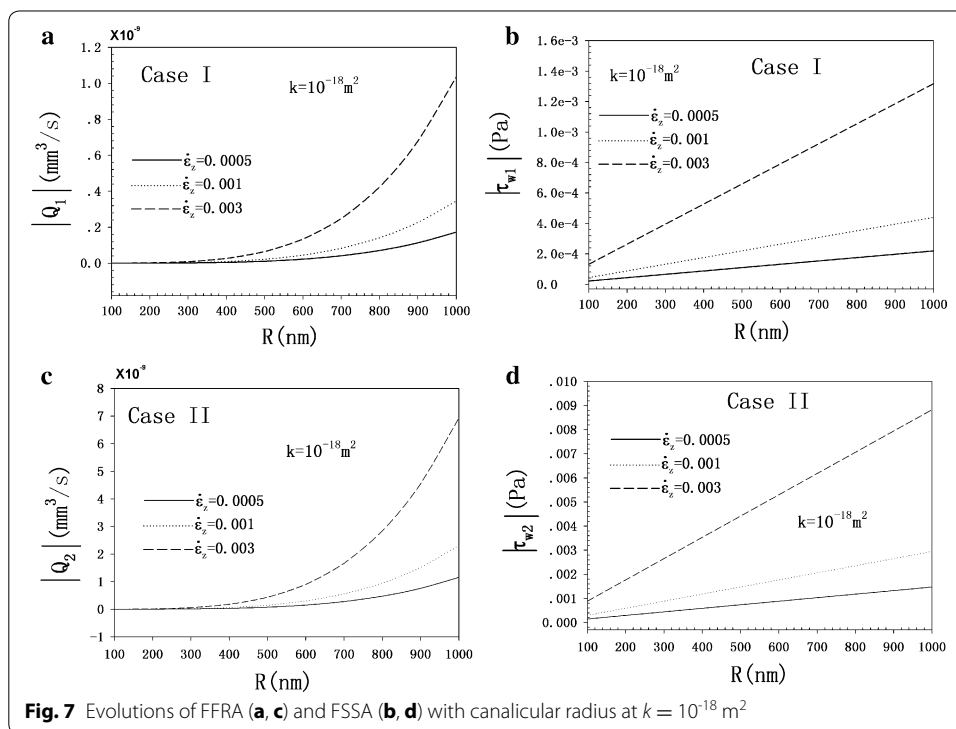 a
X10⁻⁹
1.2
1.0
.8
.6
.4
.2
0.0
|Q₁|(mm³/s)
Case I
k=10⁻¹⁸m²
ε̇z=0.0005
ε̇z=0.001
ε̇z=0.003
100 200 300 400 500 600 700 800 900 1000
R(nm)
b
1.6e-3
1.4e-3
1.2e-3
1.0e-3
8.0e-4
6.0e-4
4.0e-4
2.0e-4
0.0
|τw1|(Pa)
k=10⁻¹⁸m²
Case I
ε̇z=0.0005
ε̇z=0.001
ε̇z=0.003
100 200 300 400 500 600 700 800 900 1000
R(nm)
c
X10⁻⁹
8
7
6
5
4
3
2
1
0
-1
|Q₂|(mm³/s)
Case II
k=10⁻¹⁸m²
ε̇z=0.0005
ε̇z=0.001
ε̇z=0.003
100 200 300 400 500 600 700 800 900 1000
R(nm)
d
.010
.009
.008
.007
.006
.005
.004
.003
.002
.001
.000
|τw2|(Pa)
Case II
ε̇z=0.0005
ε̇z=0.001
ε̇z=0.003
k=10⁻¹⁸m²
100 200 300 400 500 600 700 800 900 1000
R(nm)
Fig. 7 Evolutions of FFRA (a, c) and FSSA (b, d) with canalicular radius at k = 10⁻¹⁸ m²